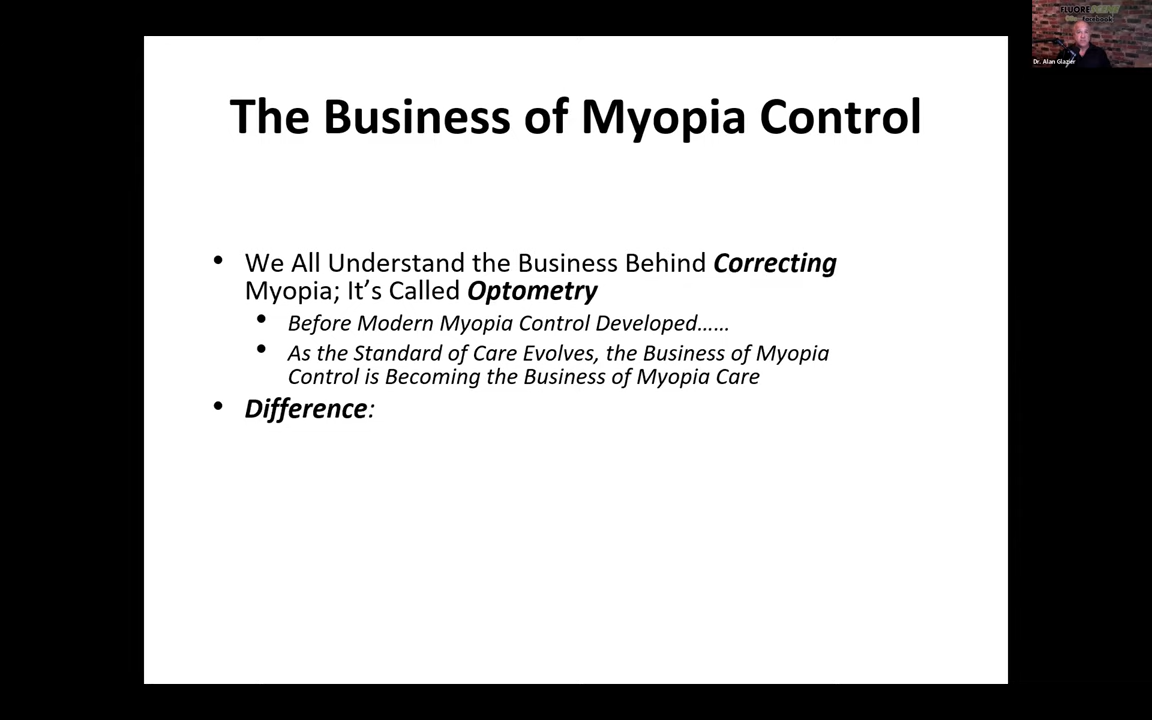 The Business of Myopia Control
• We All Understand the Business Behind Correcting
Myopia; It’s Called Optometry
• Before Modern Myopia Control Developed……
• As the Standard of Care Evolves, the Business of Myopia
Control is Becoming the Business of Myopia Care
• Difference:
FLUORESCENT
facebook
Dr. Alan Glazier